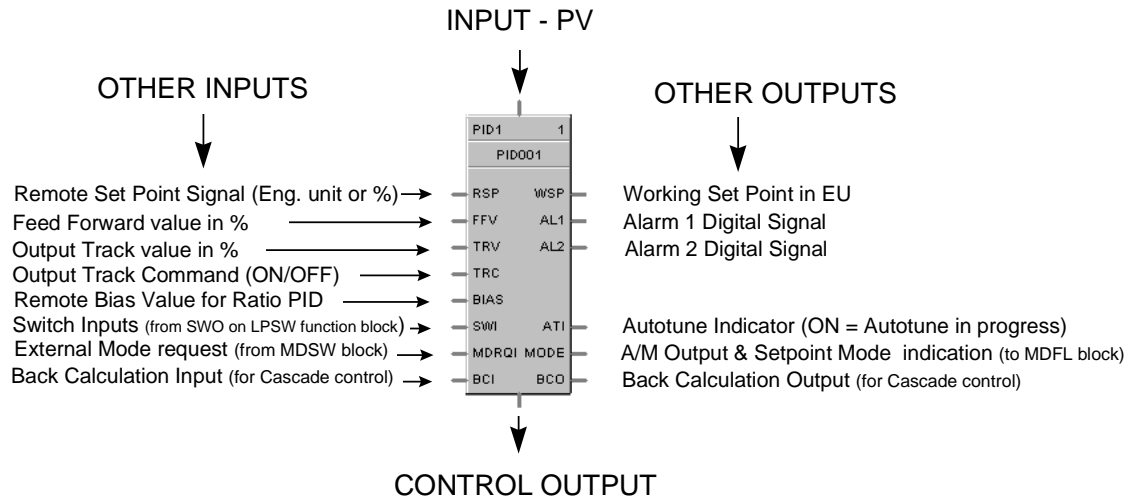 INPUT - PV
OTHER INPUTS
OTHER OUTPUTS
PID1 1
PID001
Remote Set Point Signal (Eng. unit or %) RSP WSP Working Set Point in EU
Feed Forward value in % FFV AL1 Alarm 1 Digital Signal
Output Track value in % TRV AL2 Alarm 2 Digital Signal
Output Track Command (ON/OFF) TRC
Remote Bias Value for Ratio PID BIAS
Switch Inputs (from SWO on LPSW function block) SWI ATI Autotune Indicator (ON = Autotune in progress)
External Mode request (from MDSW block) MDRQI MODE A/M Output & Setpoint Mode indication (to MDFL block)
Back Calculation Input (for Cascade control) BCI BCO Back Calculation Output (for Cascade control)
CONTROL OUTPUT